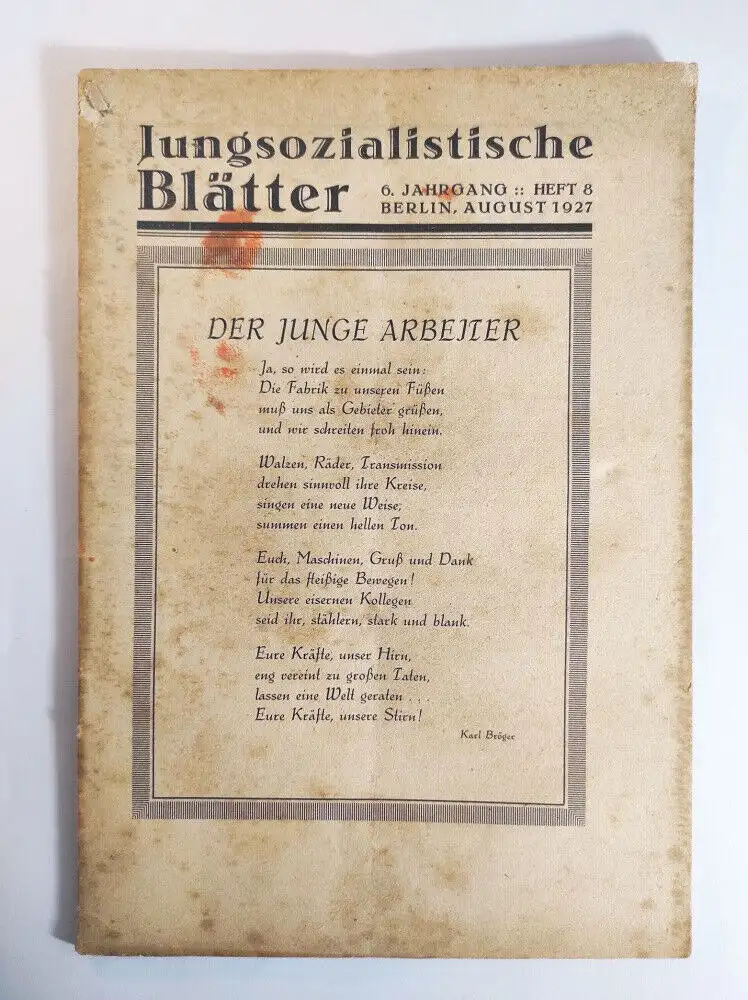 Jungsozialistische
Blätter
6. JAHRGANG :: HEFT 8
BERLIN, AUGUST 1927
DER JUNGE ARBEITER
Ja, so wird es einmal sein:
Die Fabrik zu unseren Füßen
muß uns als Gebieter grüßen,
und wir schreiten froh hinein.
Walzen, Räder, Transmission
drehen sinnvoll ihre Kreise,
singen eine neue Weise;
summen einen hellen Ton.
Euch, Maschinen, Gruß und Dank
für das fleißige Bewegen!
Unsere eisernen Kollegen
seid ihr, stählern, stark und blank.
Eure Kräfte, unser Hirn,
eng vereint zu großen Taten,
lassen eine Welt geraten . . .
Eure Kräfte, unsere Stirn!
Karl Bröger